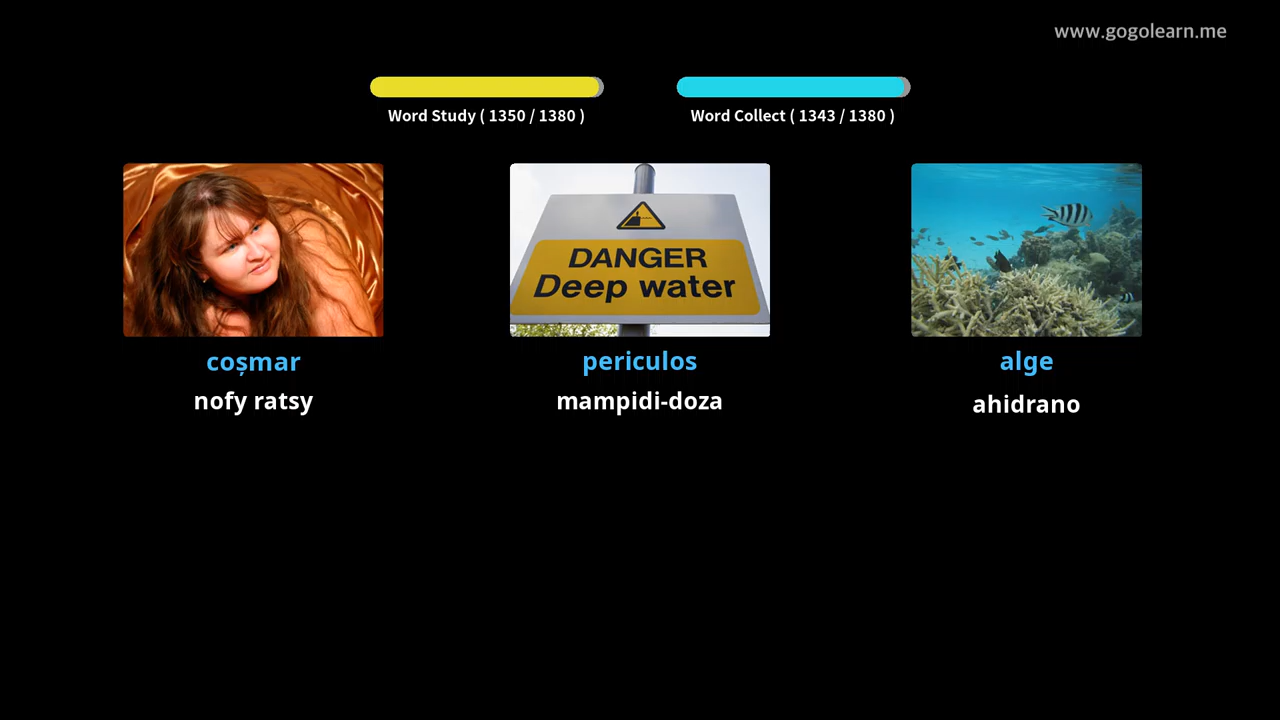 www.gogolearn.me
Word Study ( 1350 / 1380 )
Word Collect ( 1343 / 1380 )
DANGER
Deep water
coșmar
periculos
alge
nofy ratsy
mampidi-doza
ahidrano